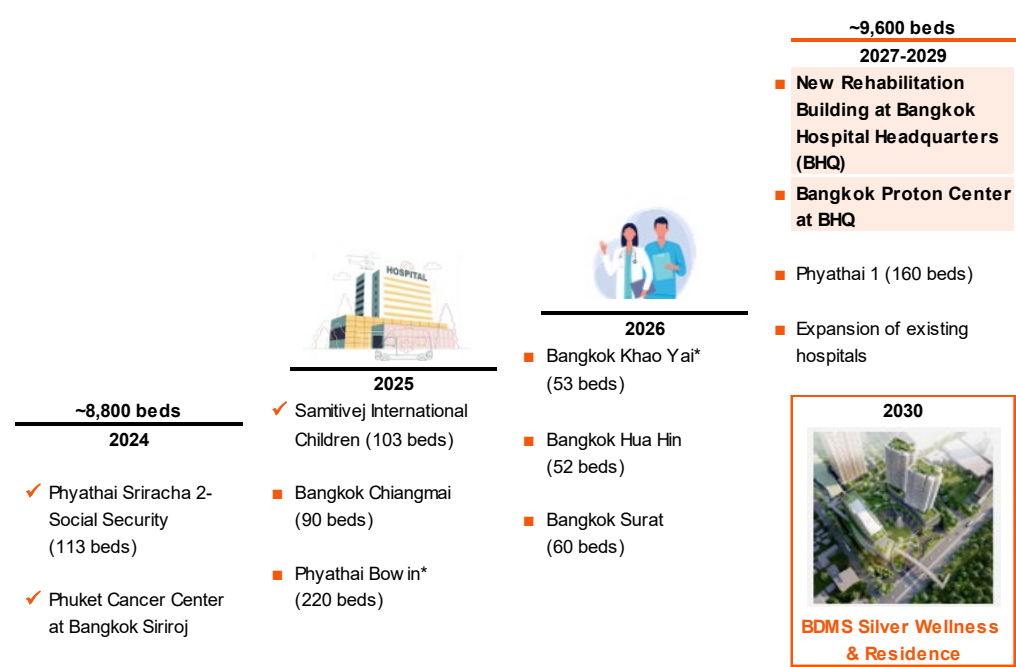 ~8,800 beds
2024
✓ Phyathai Sriracha 2-
Social Security
(113 beds)
✓ Phuket Cancer Center
at Bangkok Siriroj
HOSPITAL
2025
✓ Samitivej International
Children (103 beds)
■ Bangkok Chiangmai
(90 beds)
■ Phyathai Bowin*
(220 beds)
2026
■ Bangkok Khao Yai*
(53 beds)
■ Bangkok Hua Hin
(52 beds)
■ Bangkok Surat
(60 beds)
~9,600 beds
2027-2029
■ New Rehabilitation
Building at Bangkok
Hospital Headquarters
(BHQ)
■ Bangkok Proton Center
at BHQ
■ Phyathai 1 (160 beds)
■ Expansion of existing
hospitals
2030
BDMS Silver Wellness
& Residence